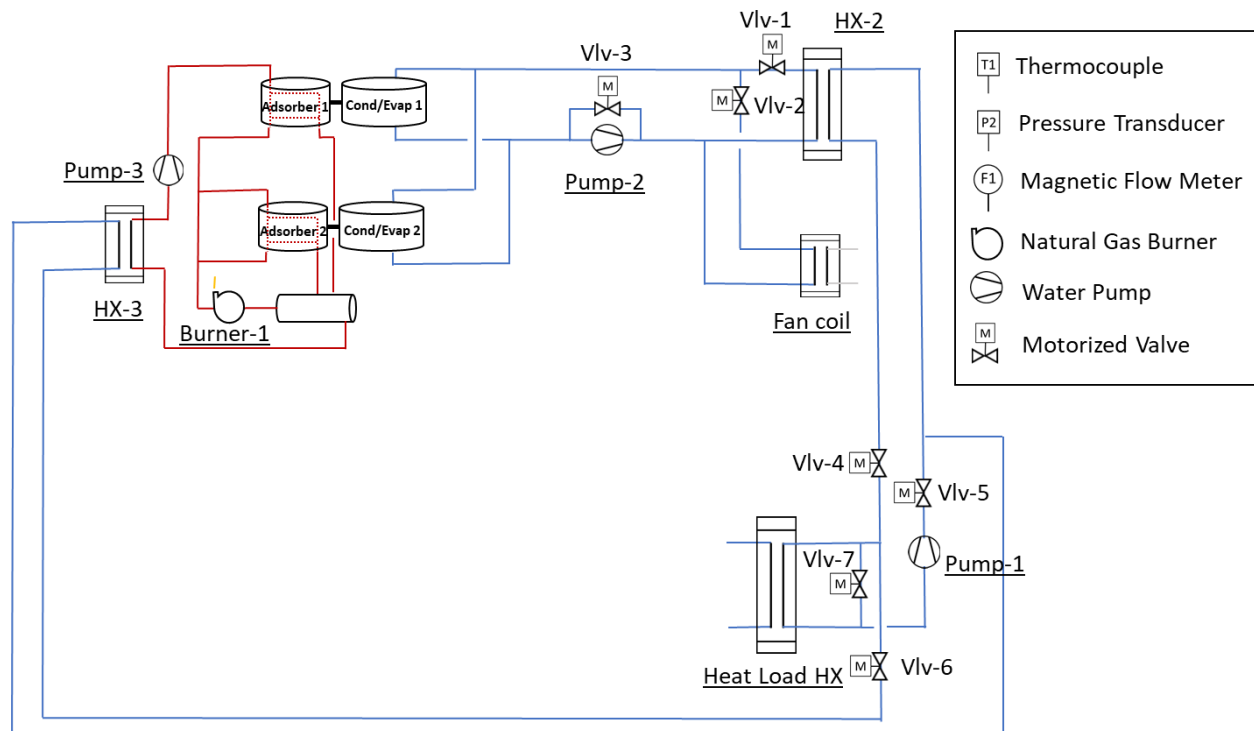 Vlv-1
HX-2
M
Vlv-3
M
M
Vlv-2
Adsorber 1
Cond/Evap 1
Pump-3
Pump-2
HX-3
Adsorber 2
Cond/Evap 2
Burner-1
Fan coil
T1
Thermocouple
P2
Pressure Transducer
F1
Magnetic Flow Meter
Natural Gas Burner
Water Pump
M
Motorized Valve
Vlv-4
M
M
Vlv-5
Vlv-7
M
Pump-1
Heat Load HX
M
Vlv-6